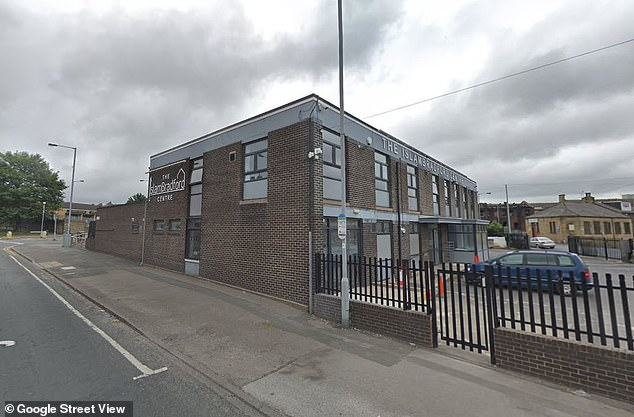 THE
IslamBradford
CENTRE
THE ISLAMBRADFORD CENTRE
© Google Street View